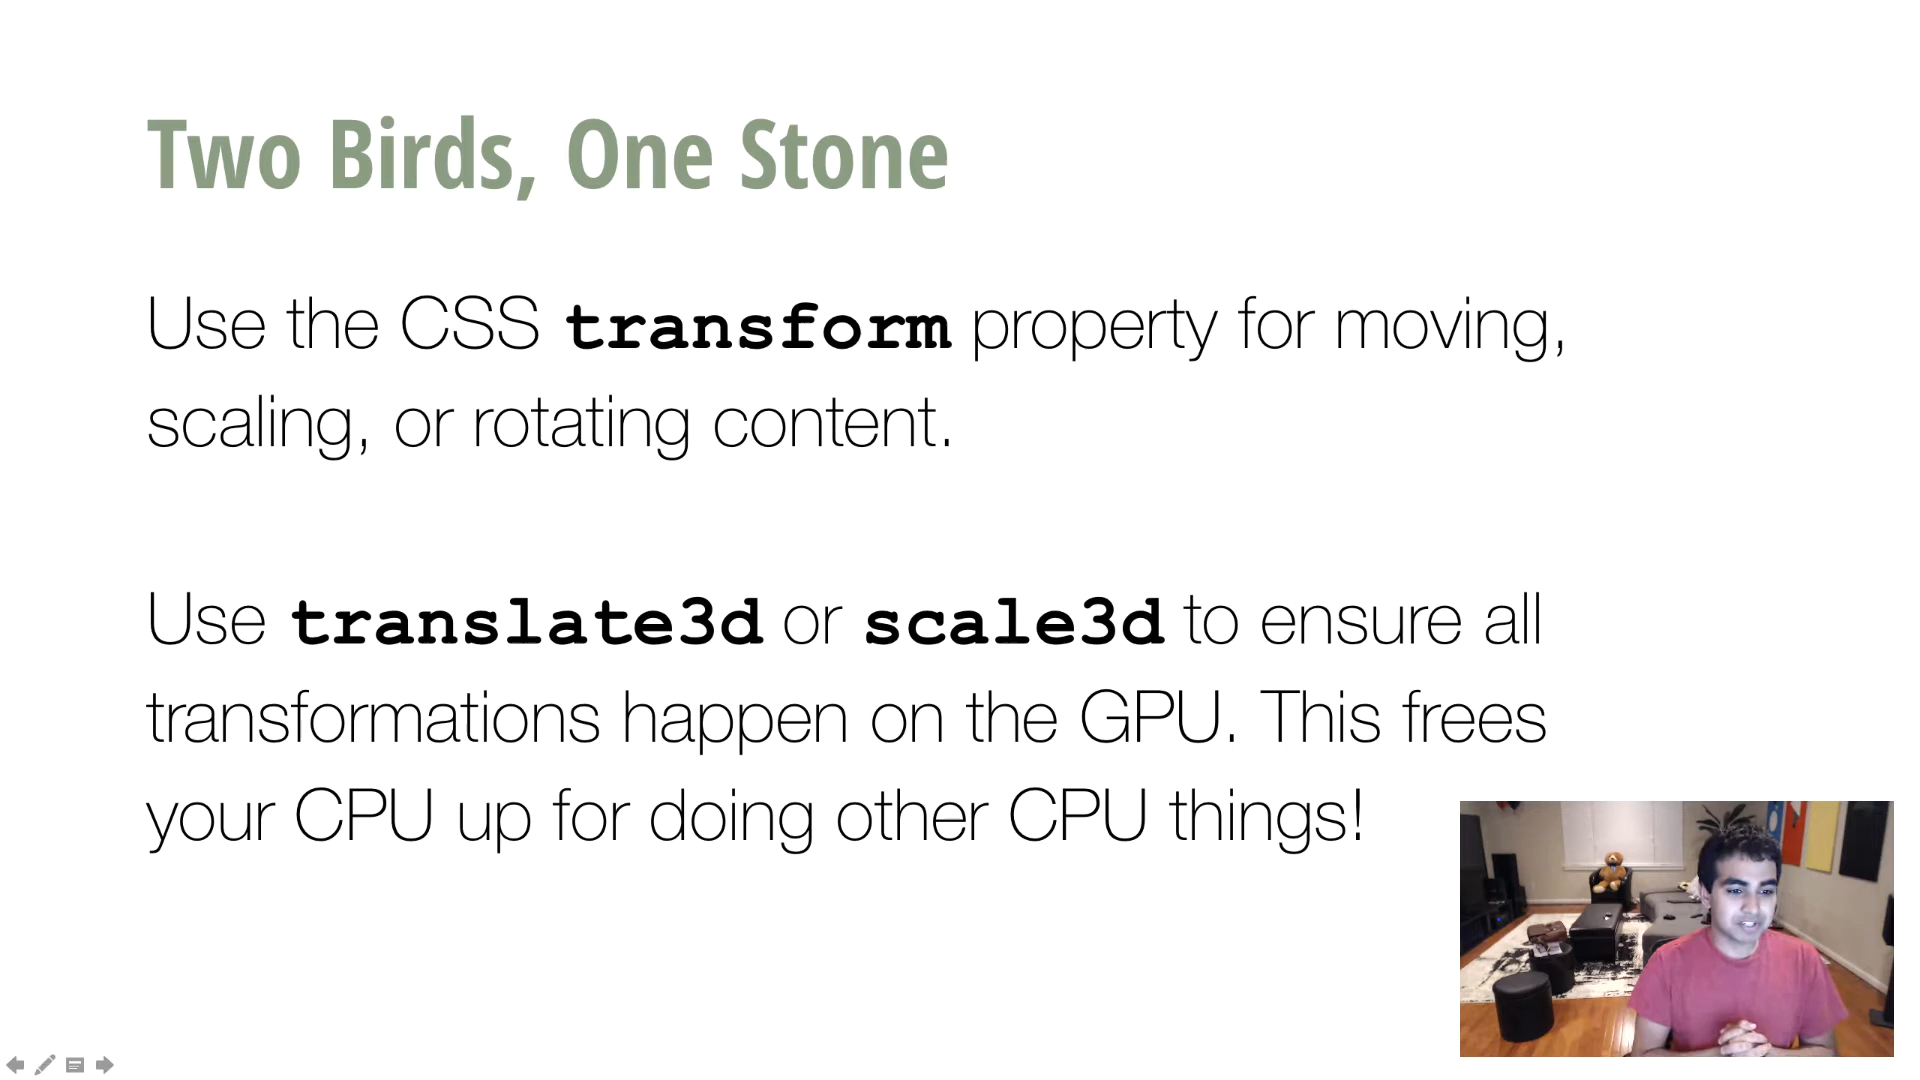 Two Birds, One Stone
Use the CSS transform property for moving,
scaling, or rotating content.
Use translate3d or scale3d to ensure all
transformations happen on the GPU. This frees
your CPU up for doing other CPU things!